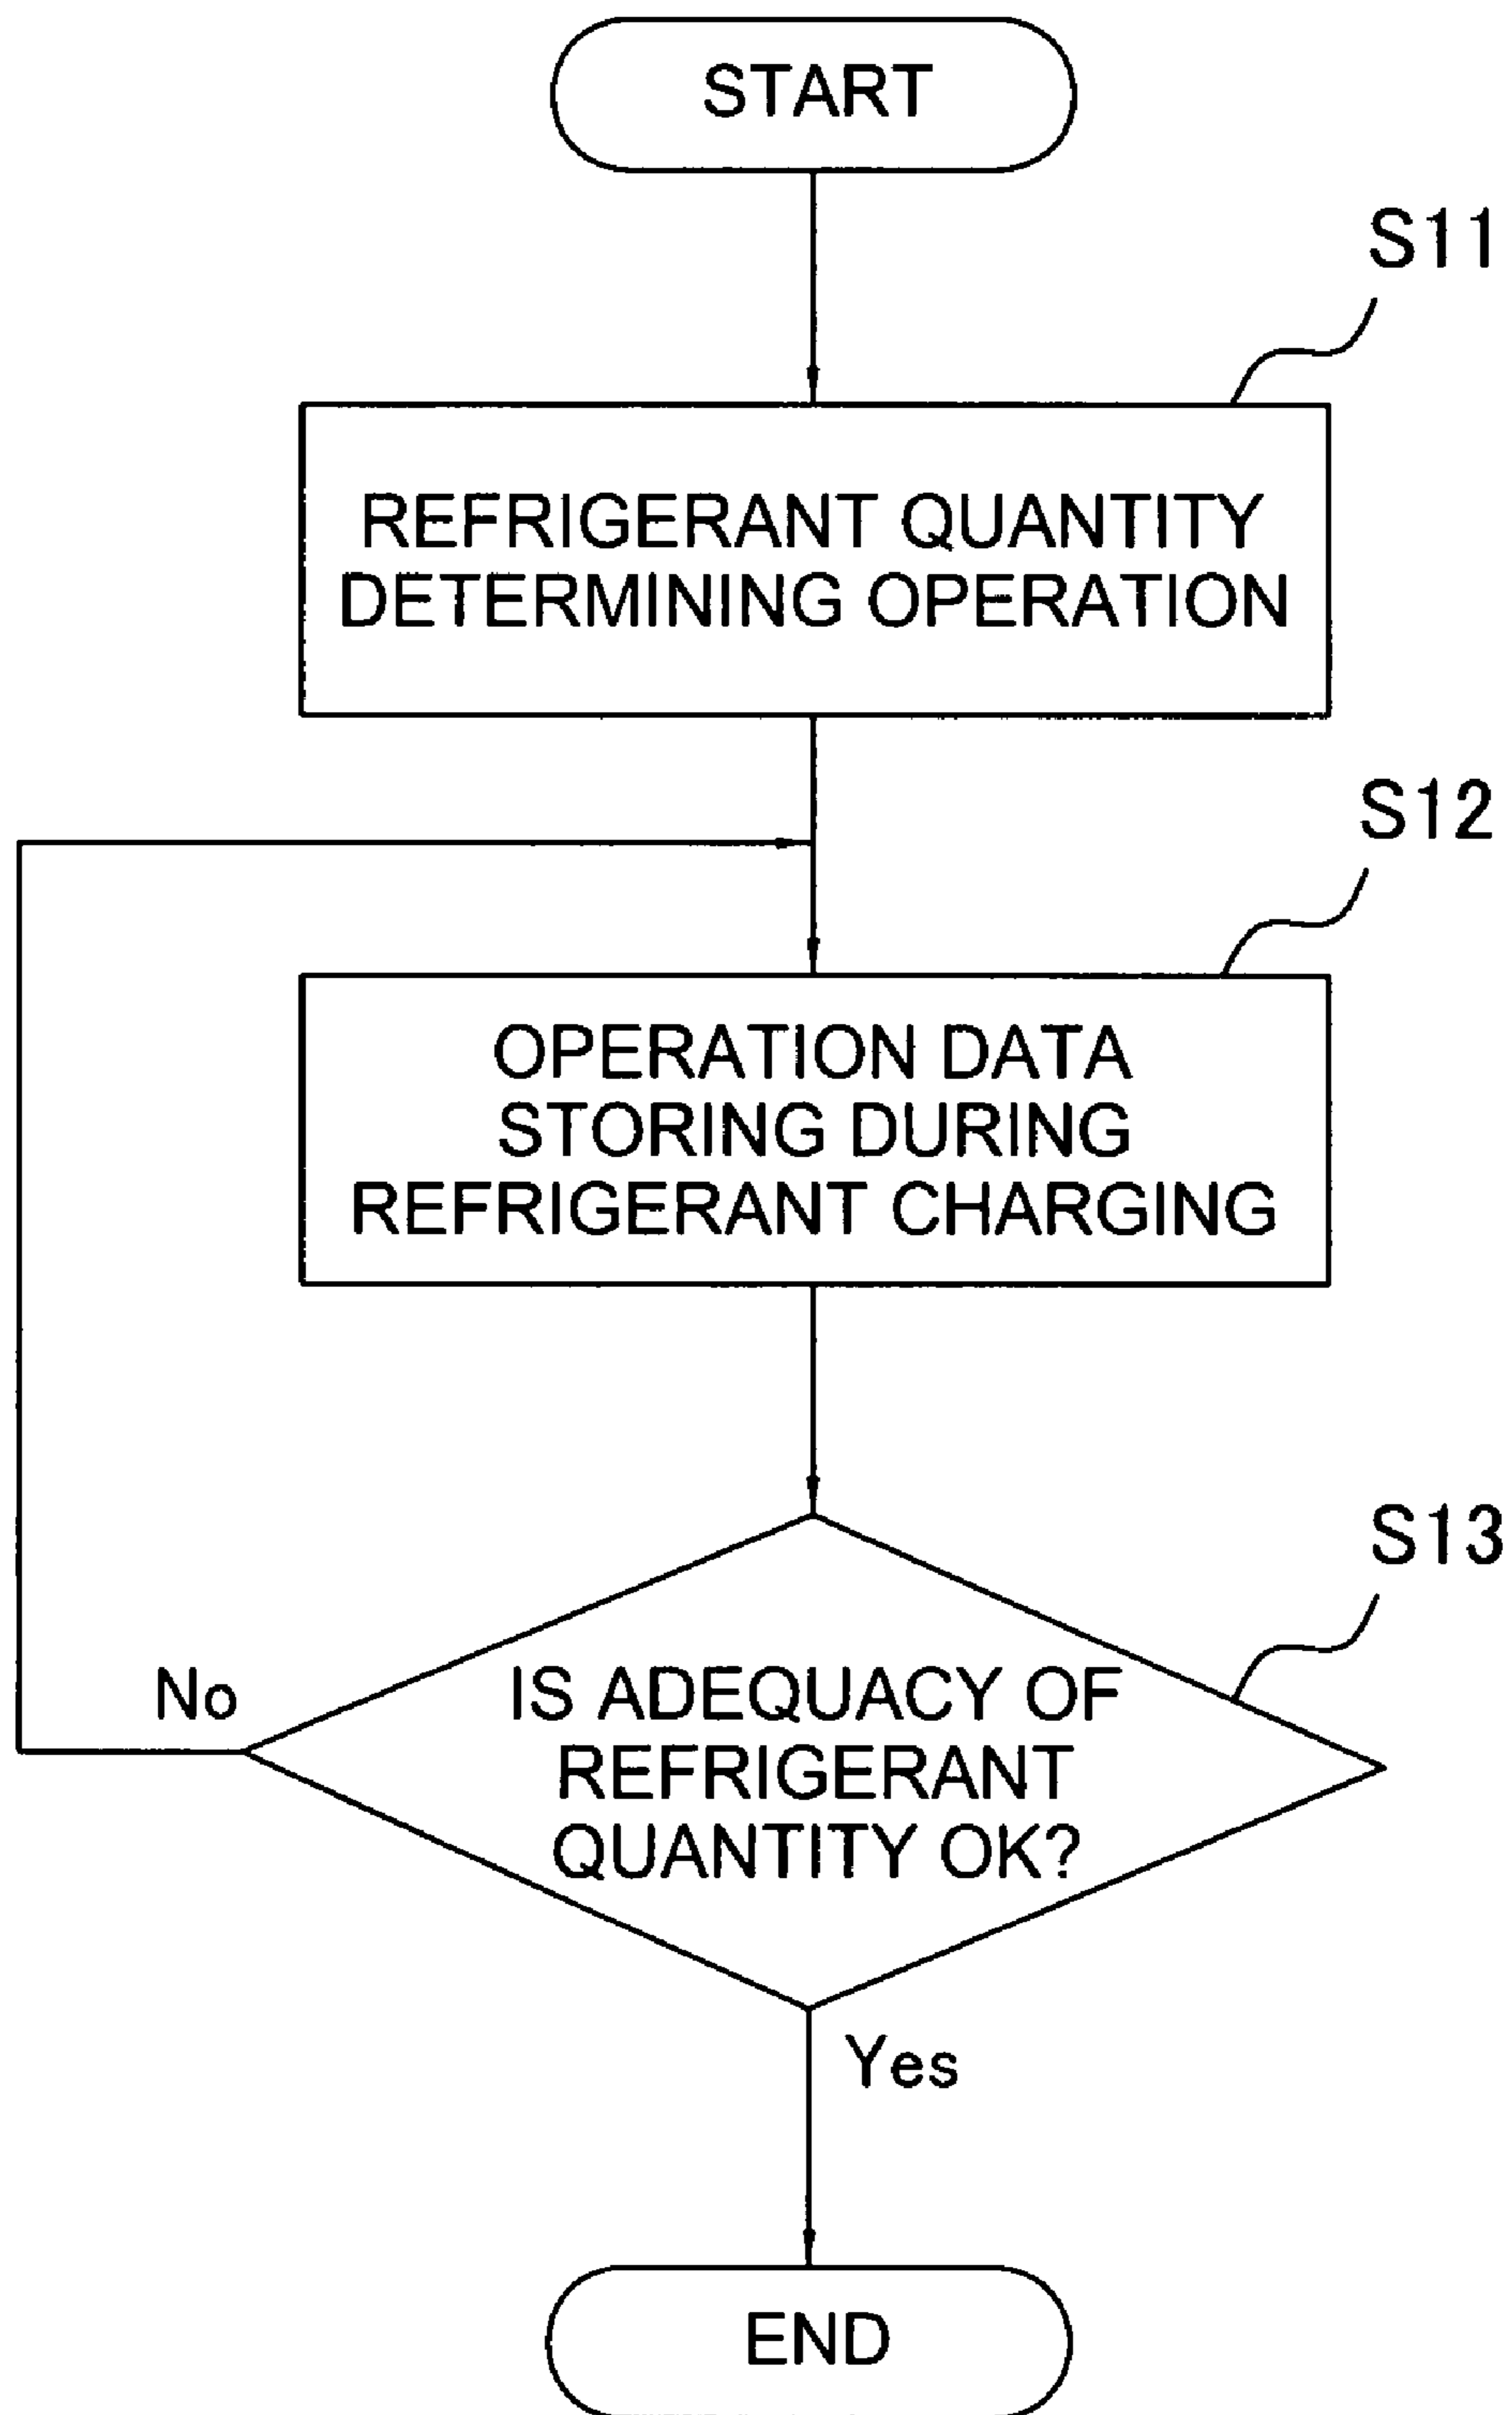 START
S11
REFRIGERANT QUANTITY
DETERMINING OPERATION
S12
OPERATION DATA
STORING DURING
REFRIGERANT CHARGING
S13
No
IS ADEQUACY OF
REFRIGERANT
QUANTITY OK?
Yes
END